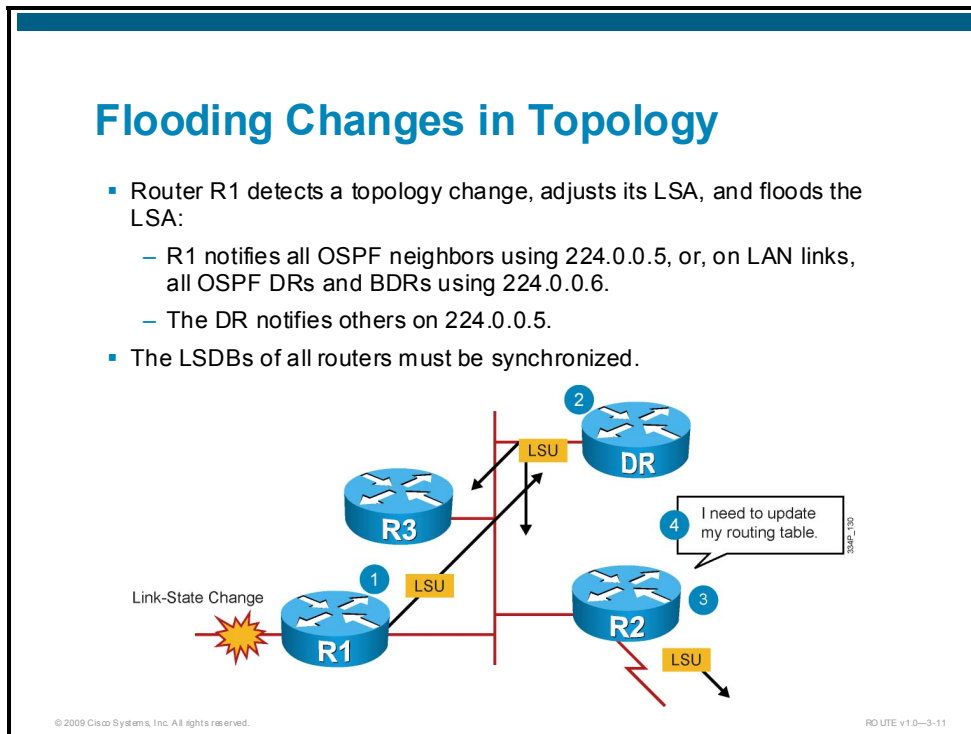 Flooding Changes in Topology
▪ Router R1 detects a topology change, adjusts its LSA, and floods the
LSA:
– R1 notifies all OSPF neighbors using 224.0.0.5, or, on LAN links,
all OSPF DRs and BDRs using 224.0.0.6.
– The DR notifies others on 224.0.0.5.
▪ The LSDBs of all routers must be synchronized.
2
LSU
DR
R3
4
I need to update
my routing table.
334P_130
1
LSU
Link-State Change
R1
R2
3
LSU
© 2009 Cisco Systems, Inc. All rights reserved.
ROUTE v1.0—3-11